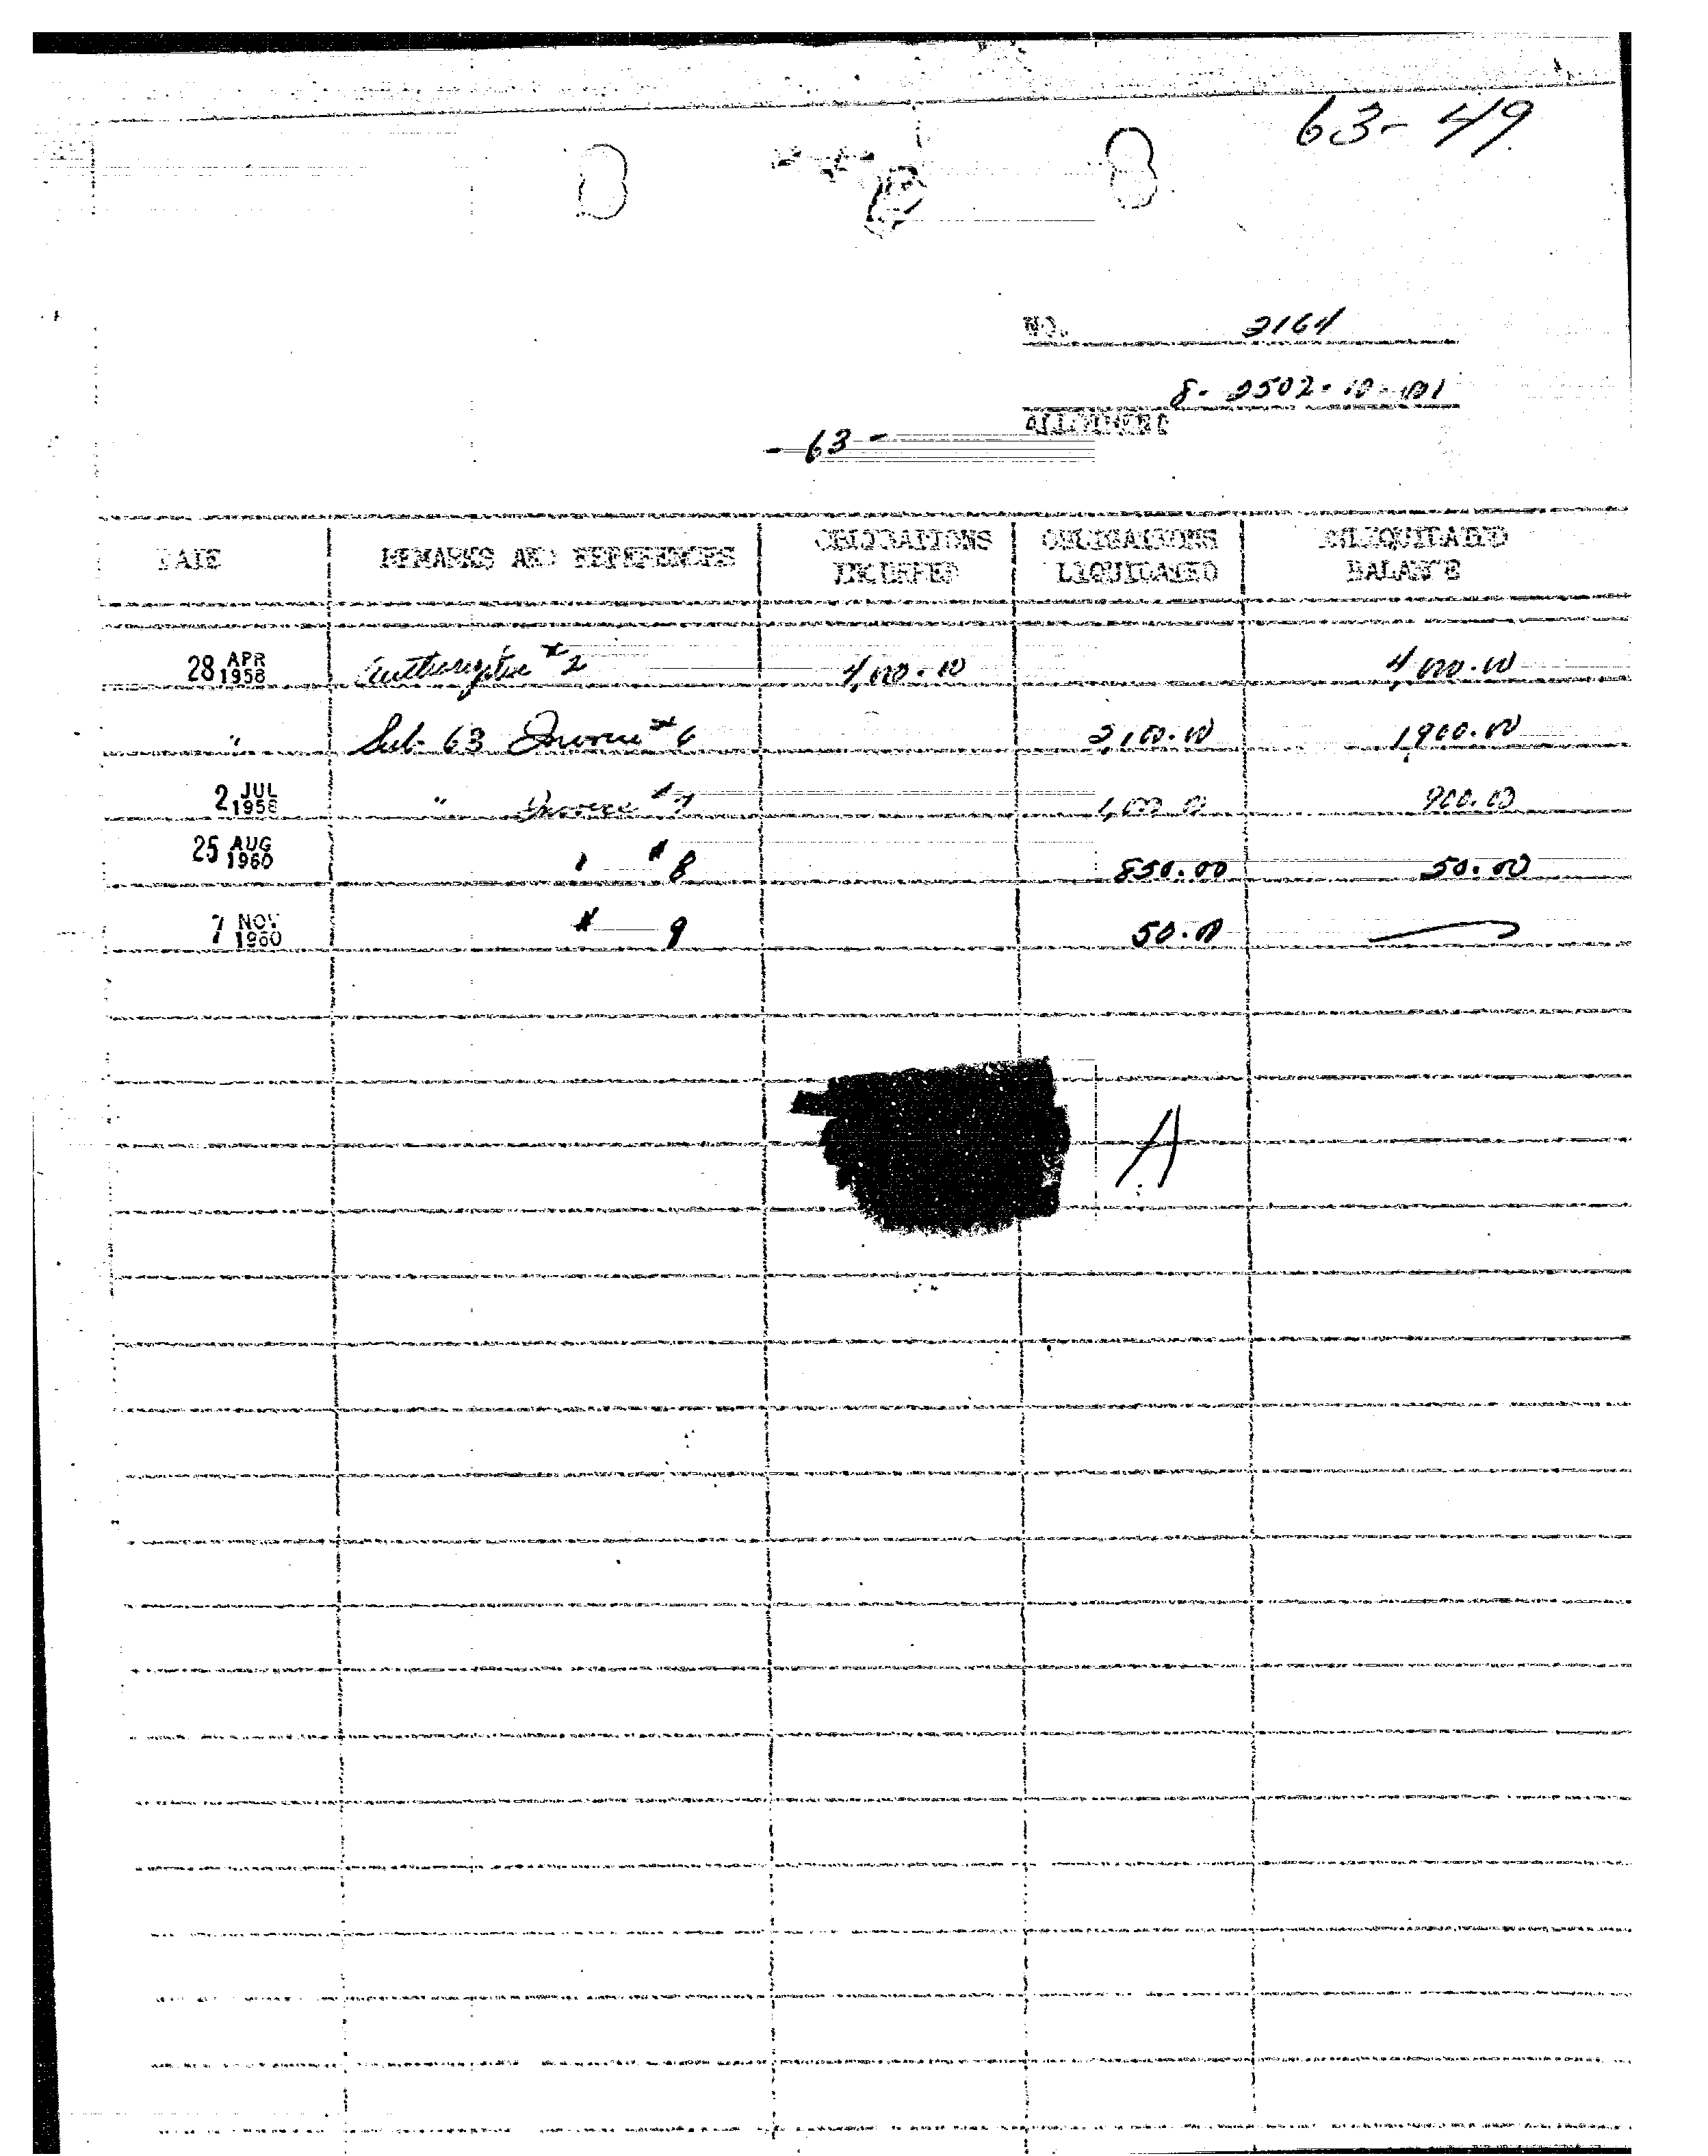 63-49
NO. 2164
8-2502-10-001
ALLOTMENT
-63-
DATE REMARKS AND REFERENCES OBLIGATIONS INCURRED OBLIGATIONS LIQUIDATED UNLIQUIDATED BALANCE
28 APR 1958 Authorization #2 4,000.00 4,000.00
" Sub. 63 Invoice #6 2,100.00 1900.00
2 JUL 1958 " Invoice #7 1,000.00 900.00
25 AUG 1960 " #8 850.00 50.00
7 NOV 1960 # 9 50.00
A